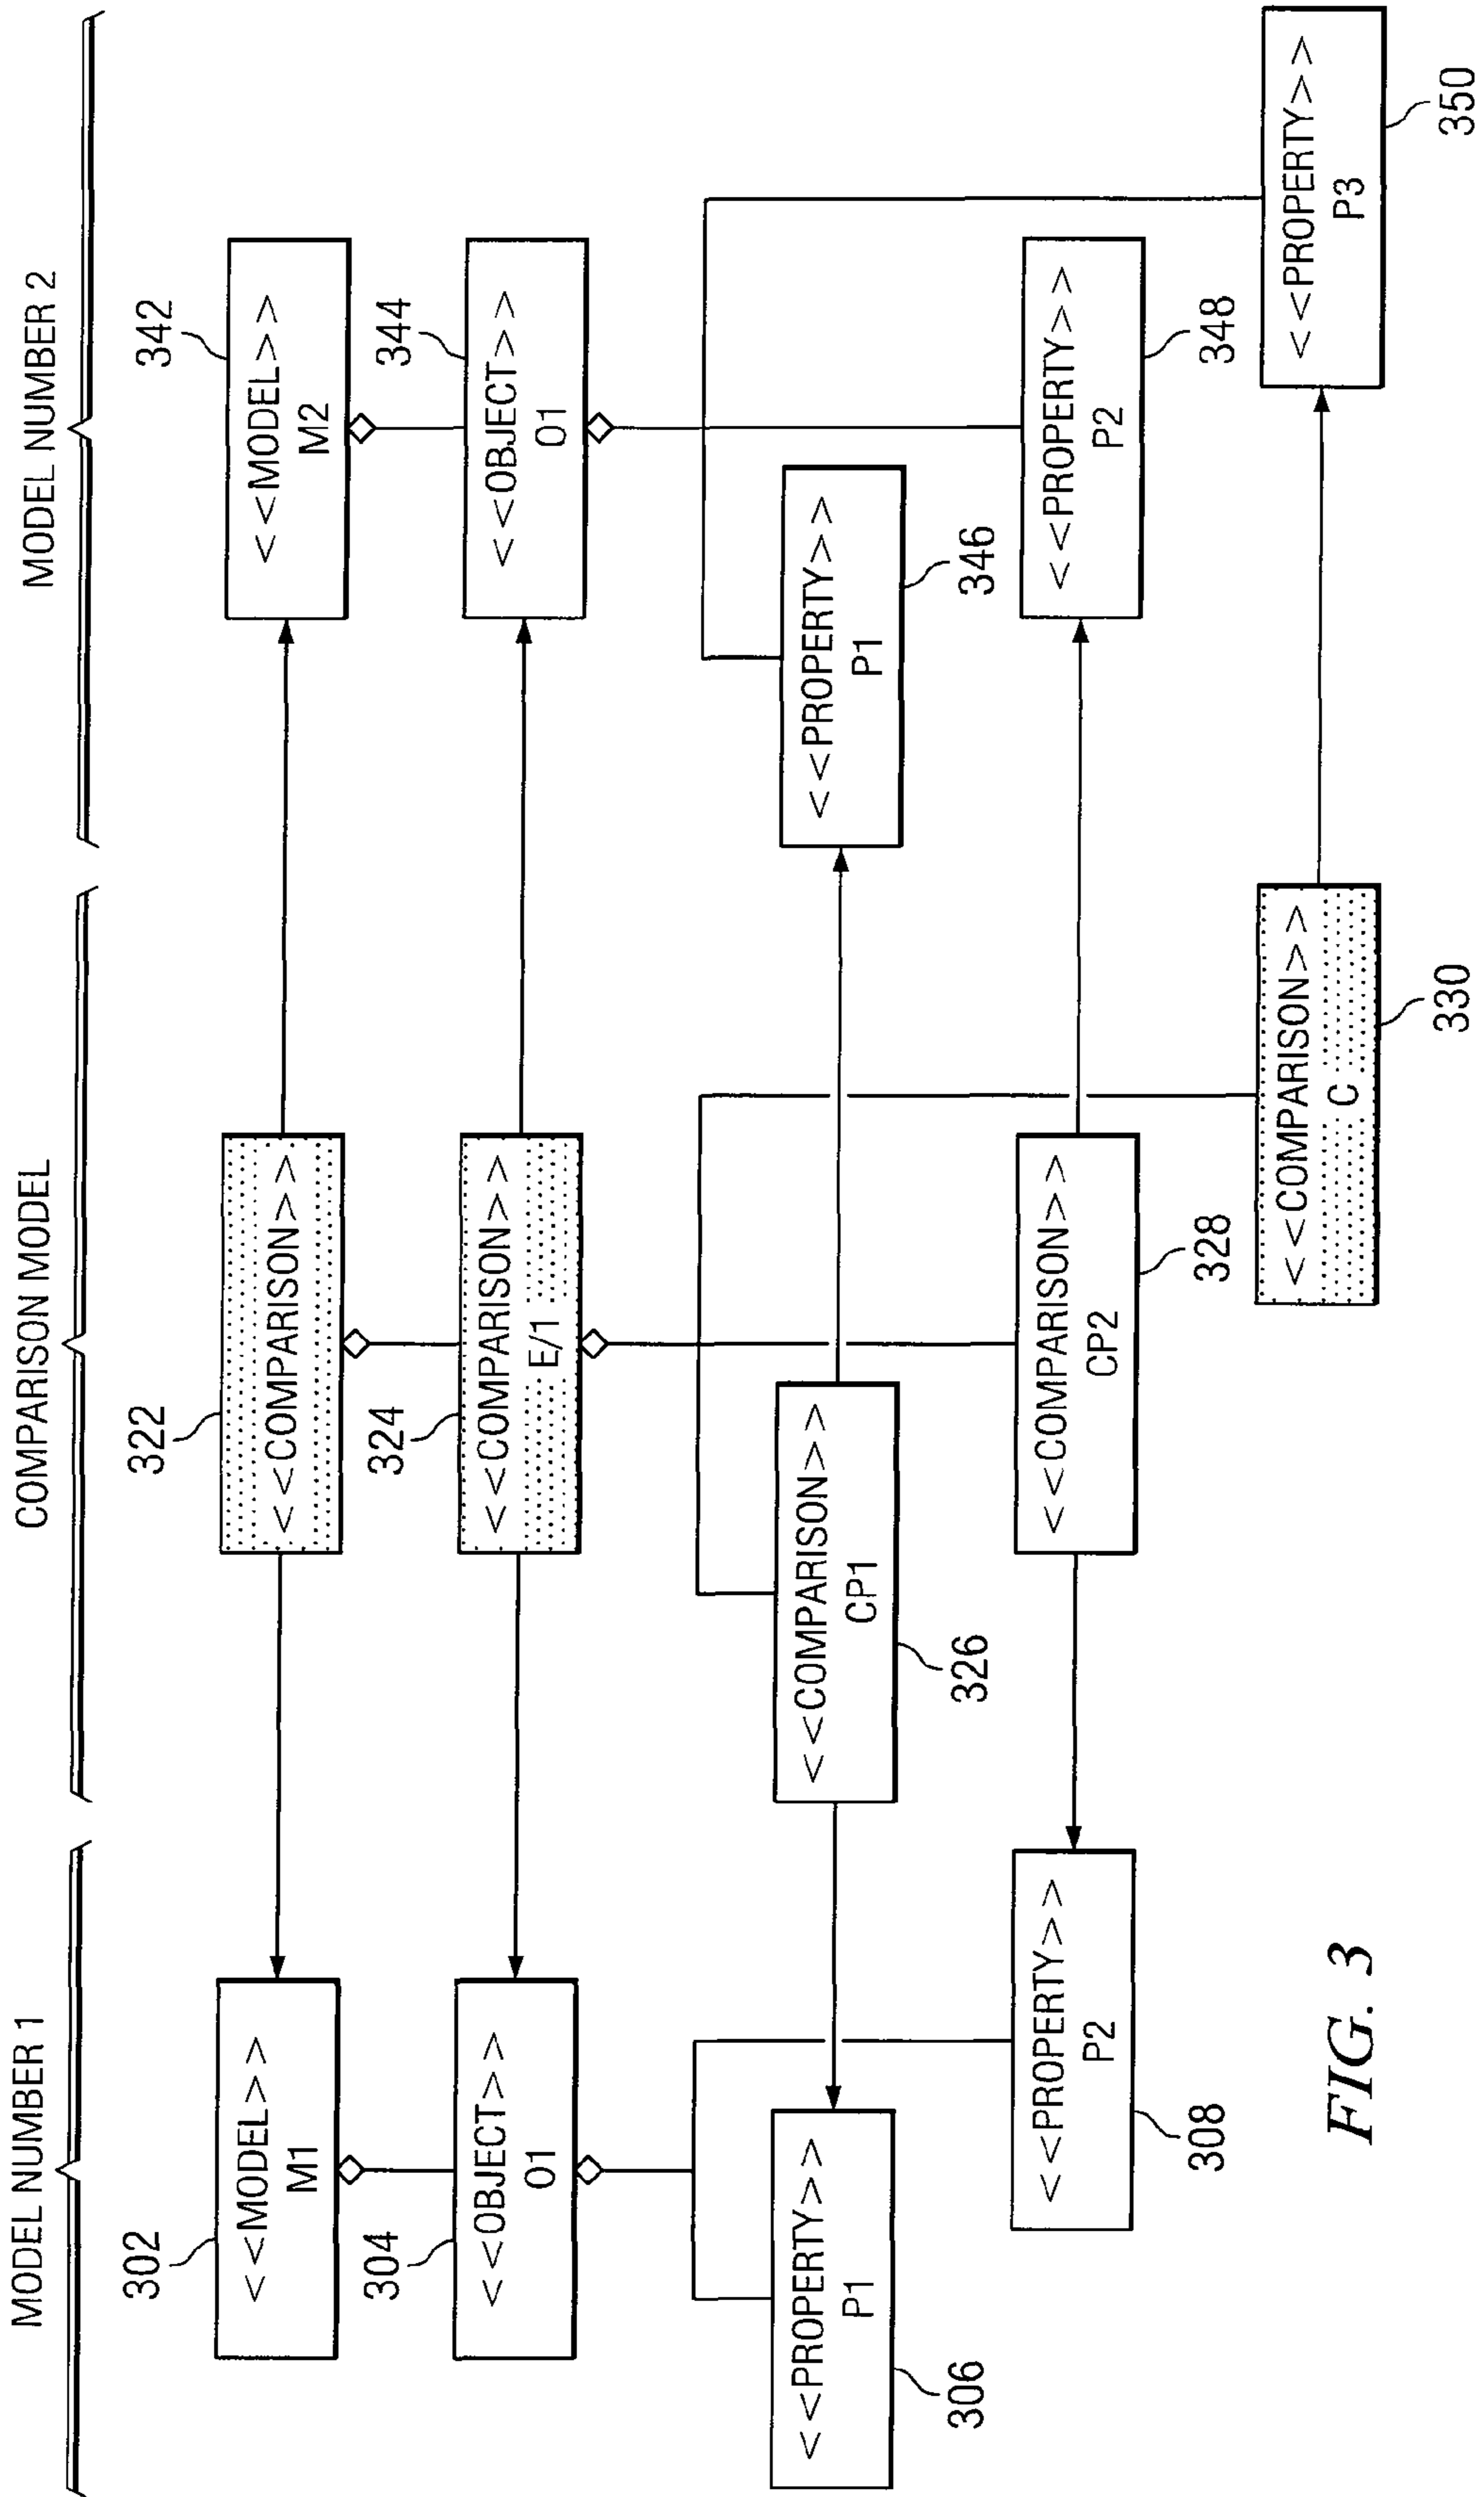 MODEL NUMBER 1
COMPARISON MODEL
MODEL NUMBER 2
302
<<MODEL>>
M1
322
<<COMPARISON>>
342
<<MODEL>>
M2
304
<<OBJECT>>
O1
324
<<COMPARISON>>
E/1
344
<<OBJECT>>
O1
<<PROPERTY>>
P1
306
<<COMPARISON>>
CP1
326
<<PROPERTY>>
P1
346
<<PROPERTY>>
P2
308
<<COMPARISON>>
CP2
328
<<PROPERTY>>
P2
348
<<COMPARISON>>
C
330
<<PROPERTY>>
P3
350
FIG. 3